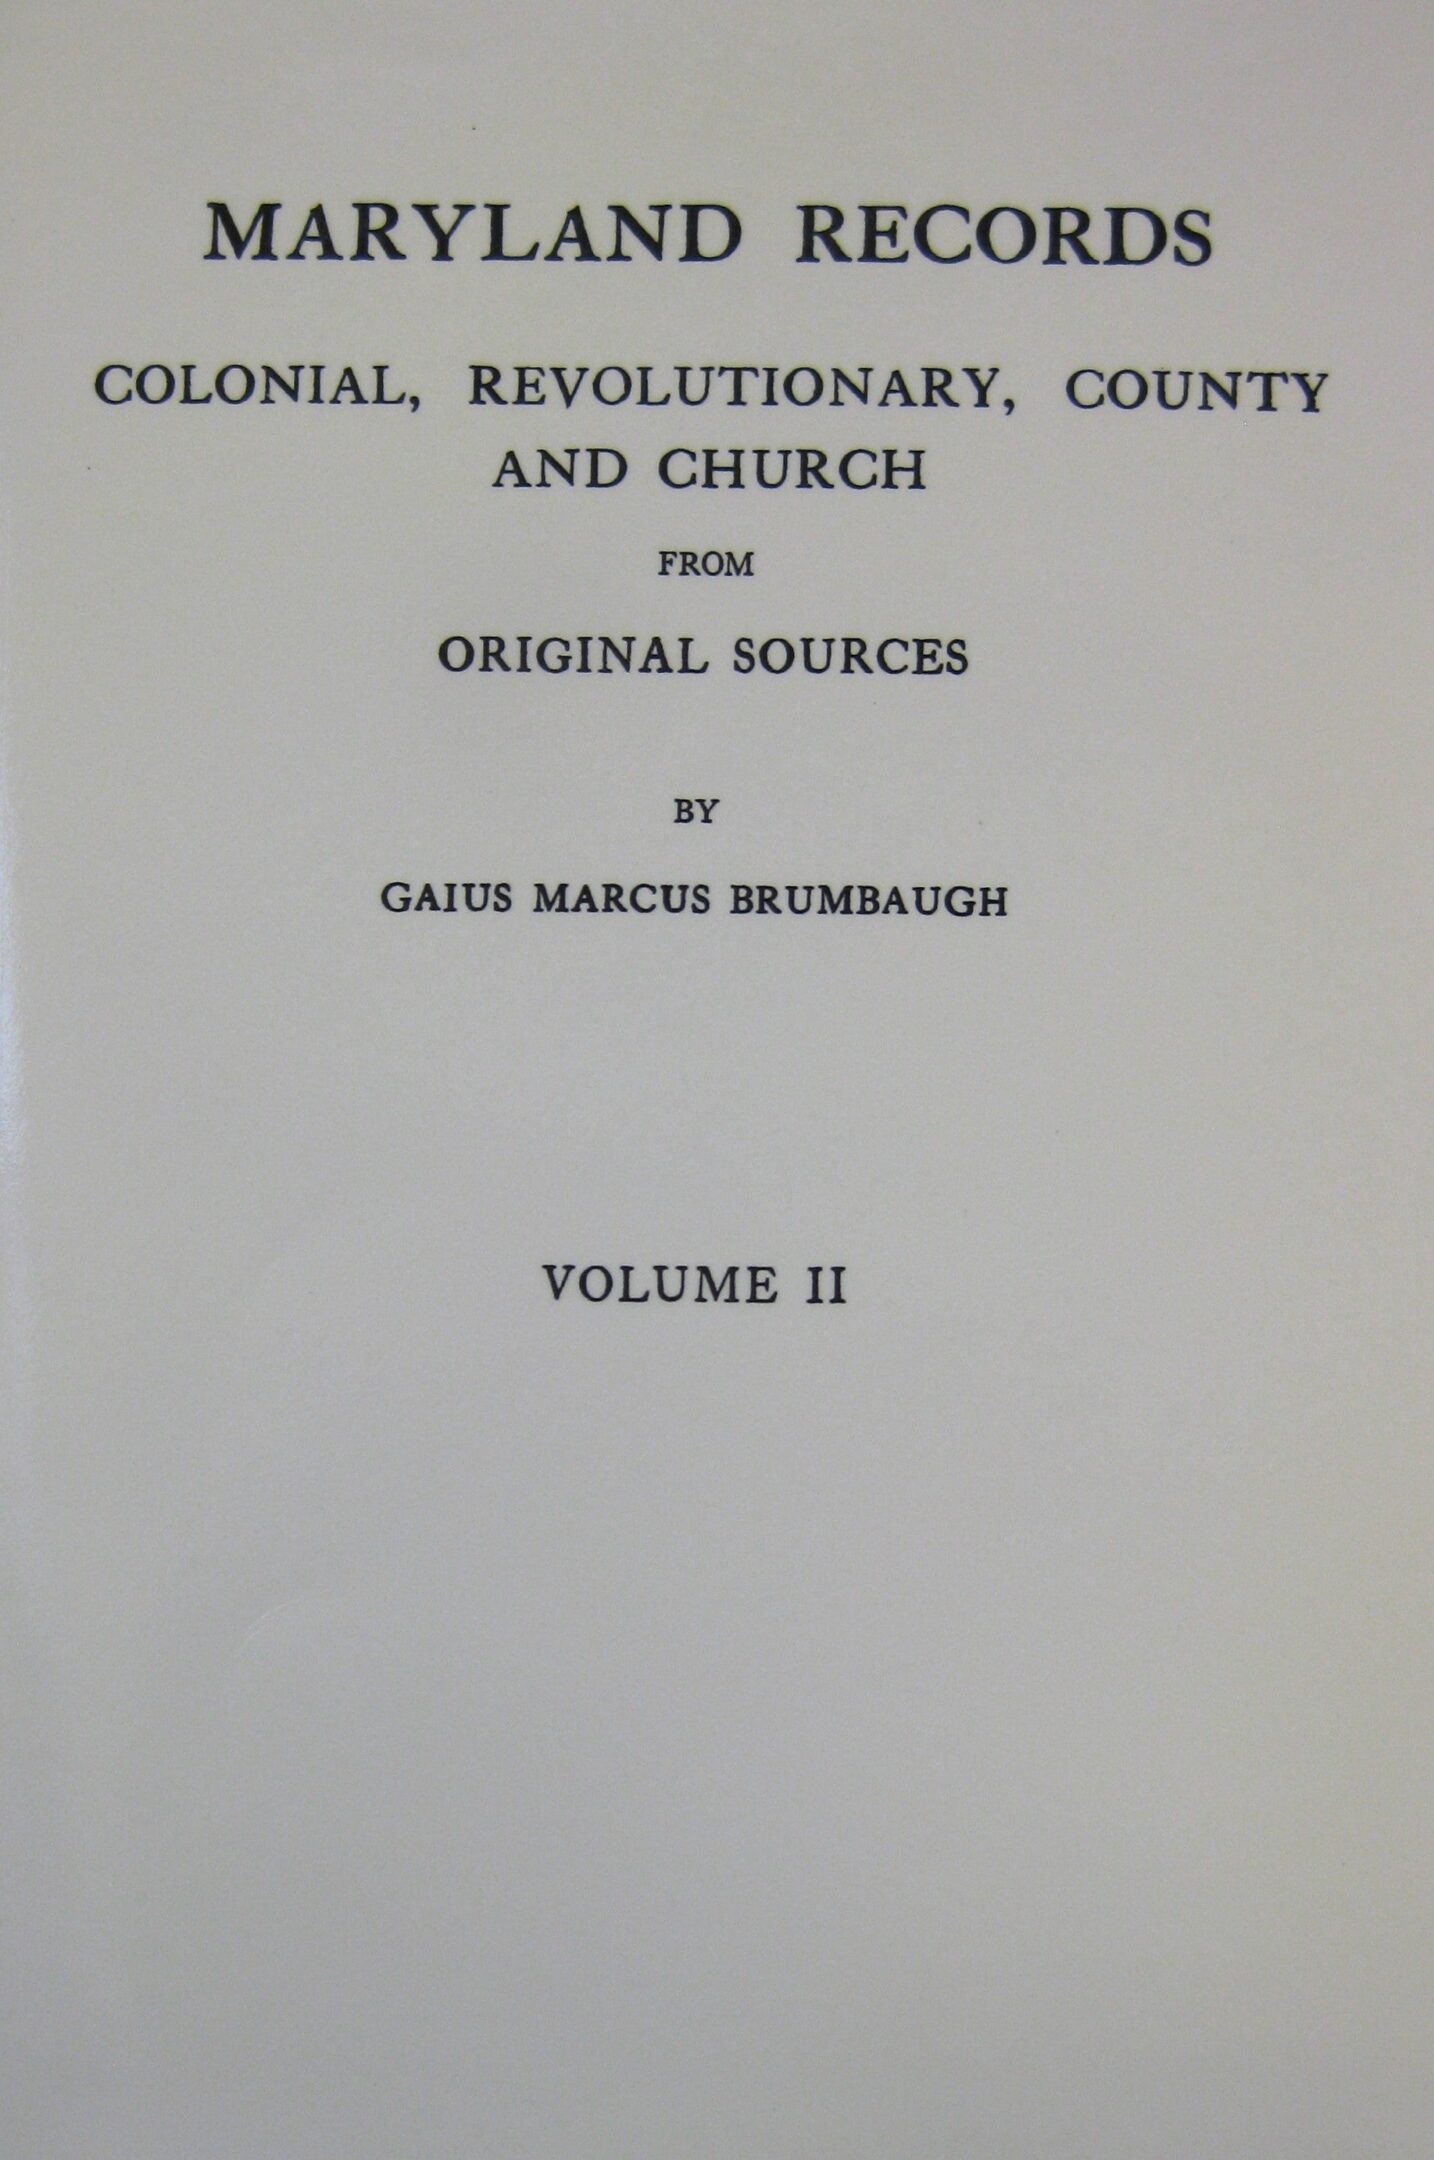 MARYLAND RECORDS
COLONIAL, REVOLUTIONARY, COUNTY
AND CHURCH
FROM
ORIGINAL SOURCES
BY
GAIUS MARCUS BRUMBAUGH
VOLUME II